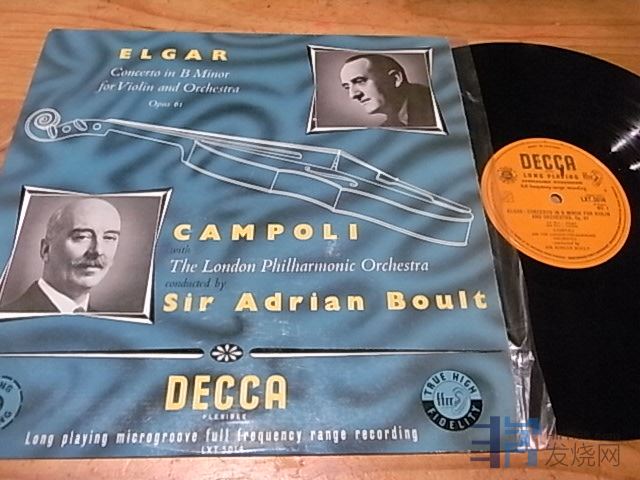 ELGAR
Concerto in B Minor
for Violin and Orchestra
Opus 61
CAMPOLI
with
The London Philharmonic Orchestra
conducted by
Sir Adrian Boult
DECCA
FLEXIBLE
Long playing microgroove full frequency range recording
LXT 5014
TRUE HIGH
ffrr
FIDELITY
DECCA
LONG PLAYING
LXT.5014
ELGAR: CONCERTO IN B MINOR FOR VIOLIN
AND ORCHESTRA, Op. 61
CAMPOLI
SIR ADRIAN BOULT
发烧网